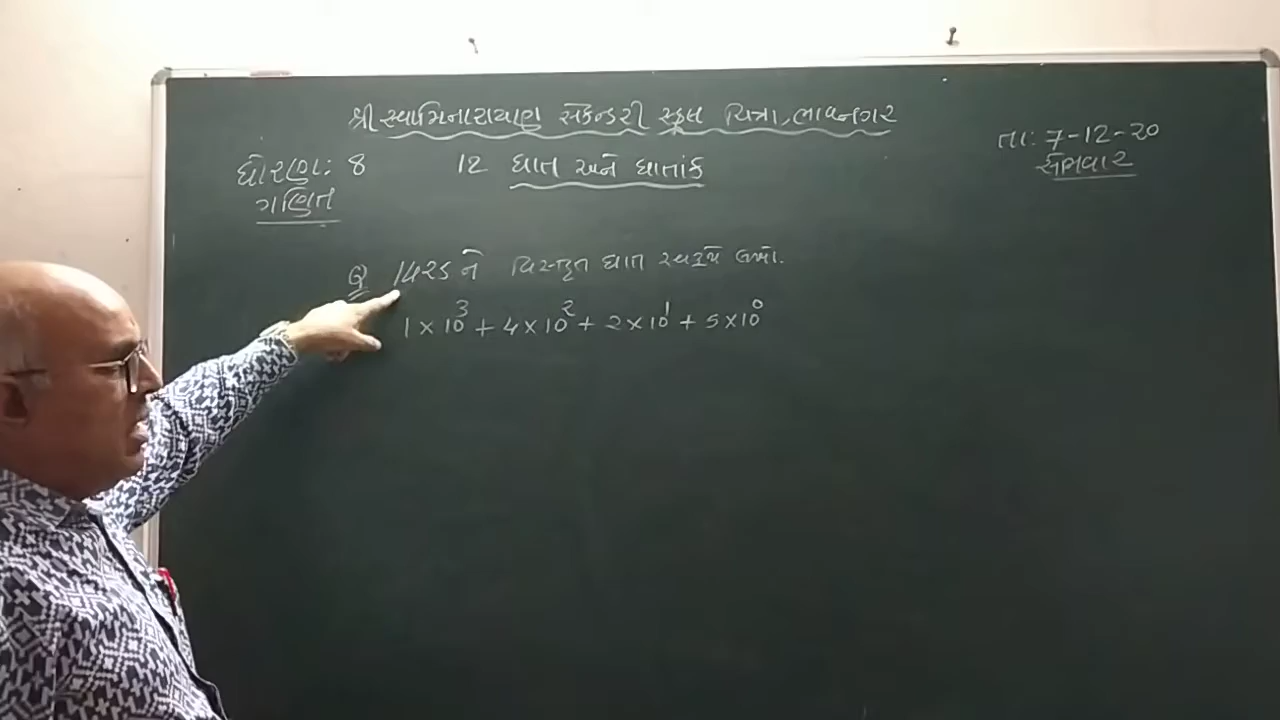 શ્રી સ્વામિનારાયણ સેકન્ડરી સ્કૂલ ચિત્રા, ભાવનગર
તા: 7-12-20
સોમવાર
ધોરણ: 8
ગણિત
12 ઘાત અને ઘાતાંક
Q 1425 ને વિસ્તૃત ઘાત સ્વરૂપે લખો.
1 × 10³ + 4 × 10² + 2 × 10¹ + 5 × 10⁰